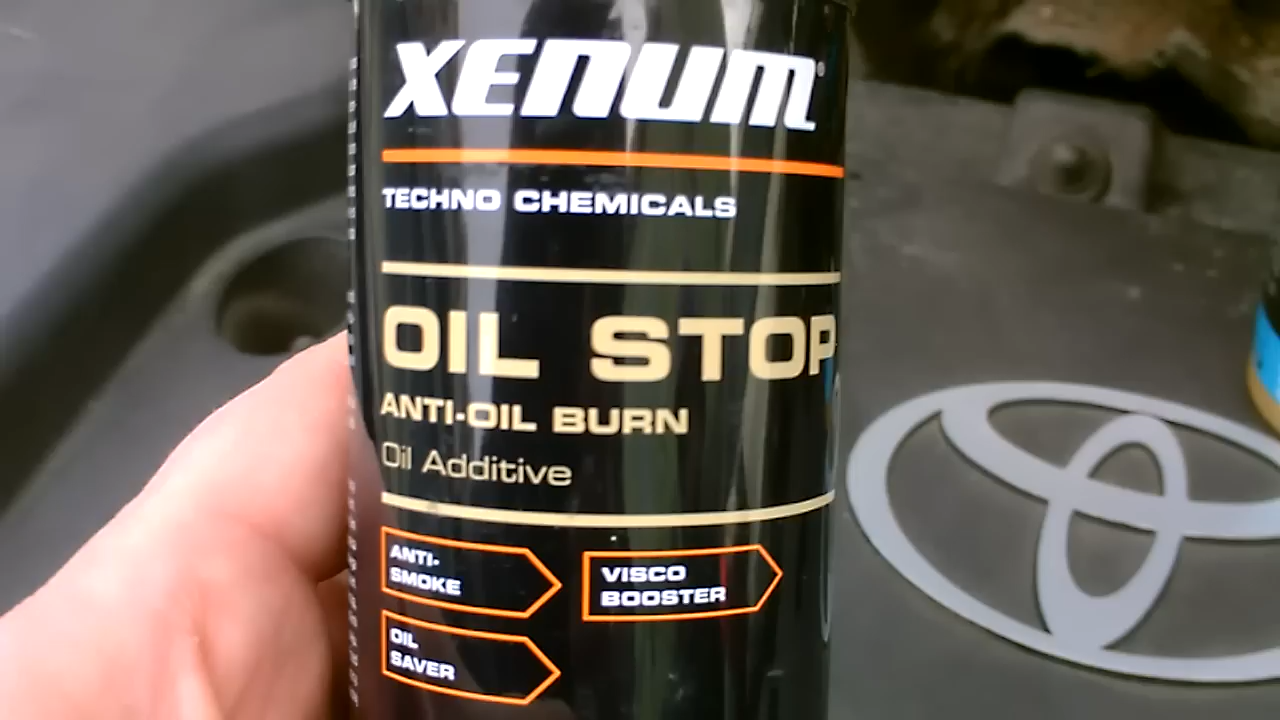 XENUM
TECHNO CHEMICALS
OIL STOP
ANTI-OIL BURN
Oil Additive
ANTI-
SMOKE
VISCO
BOOSTER
OIL
SAVER